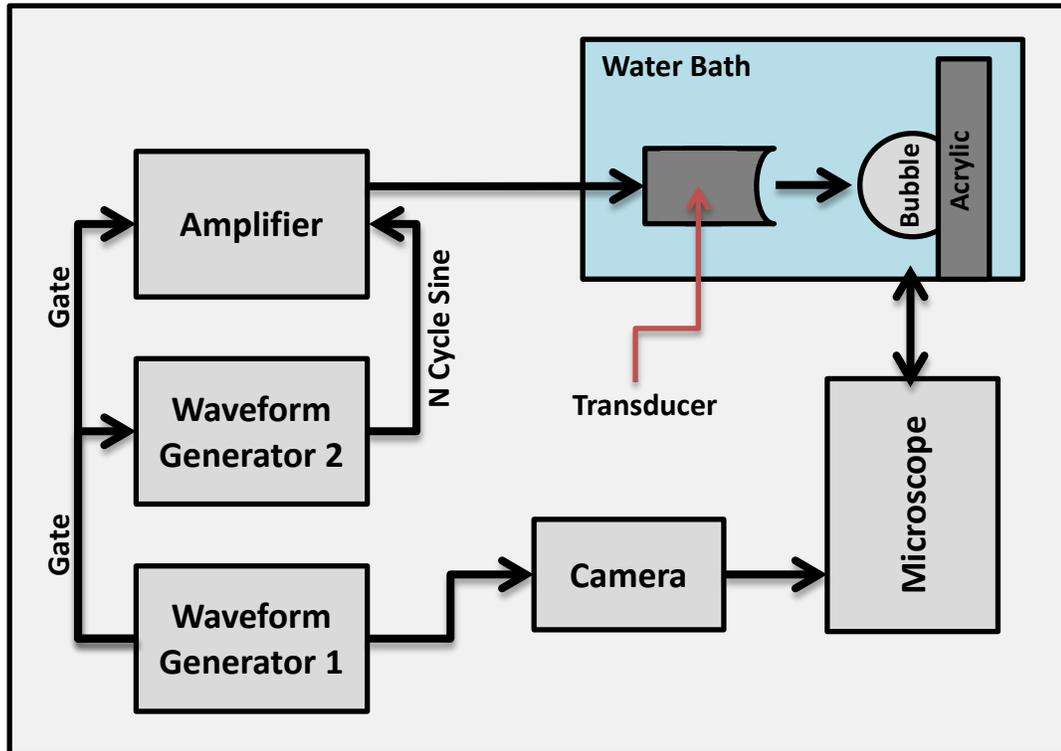 Water Bath
Bubble
Acrylic
Amplifier
Gate
N Cycle Sine
Transducer
Waveform
Generator 2
Gate
Microscope
Camera
Waveform
Generator 1